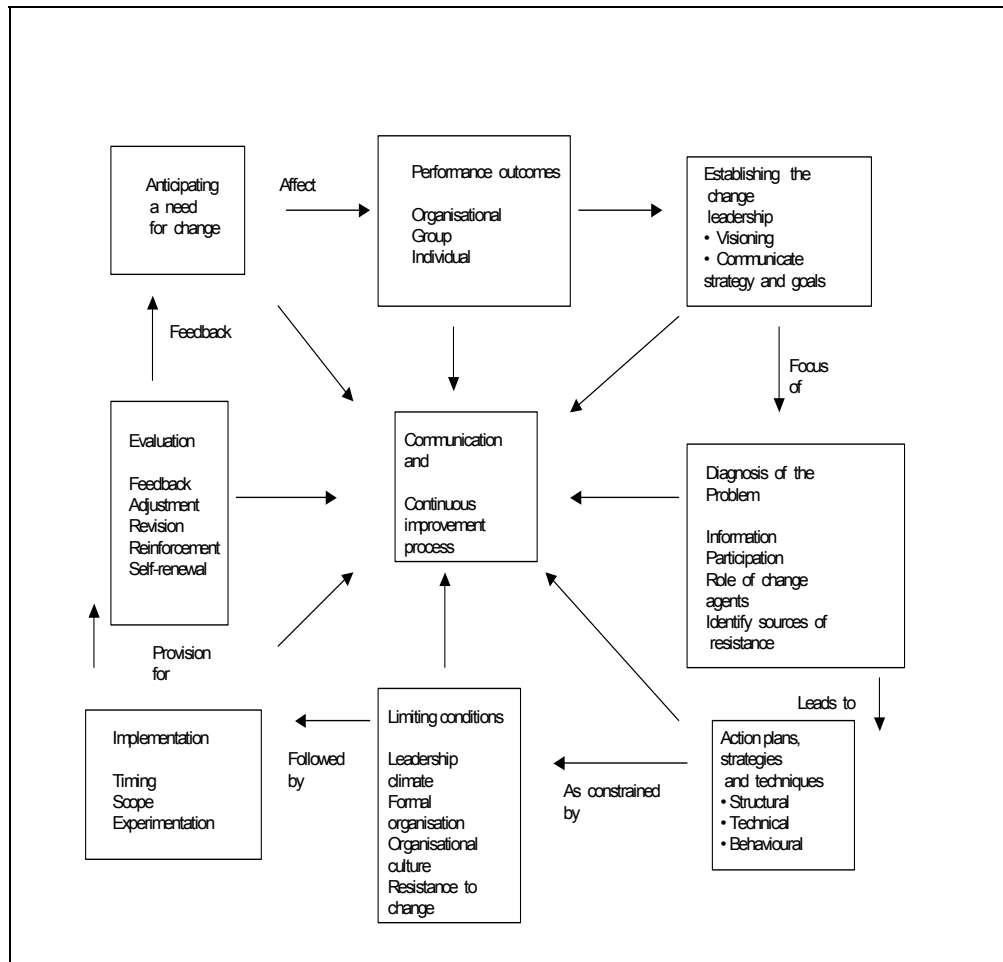 Anticipating
a need
for change
Affect
Performance outcomes
Organisational
Group
Individual
Establishing the
change
leadership
• Visioning
• Communicate
strategy and goals
Feedback
Focus
of
Evaluation
Feedback
Adjustment
Revision
Reinforcement
Self-renewal
Communication
and
Continuous
improvement
process
Diagnosis of the
Problem
Information
Participation
Role of change
agents
Identify sources of
resistance
Provision
for
Leads to
Implementation
Timing
Scope
Experimentation
Followed
by
Limiting conditions
Leadership
climate
Formal
organisation
Organisational
culture
Resistance to
change
As constrained
by
Action plans,
strategies
and techniques
• Structural
• Technical
• Behavioural